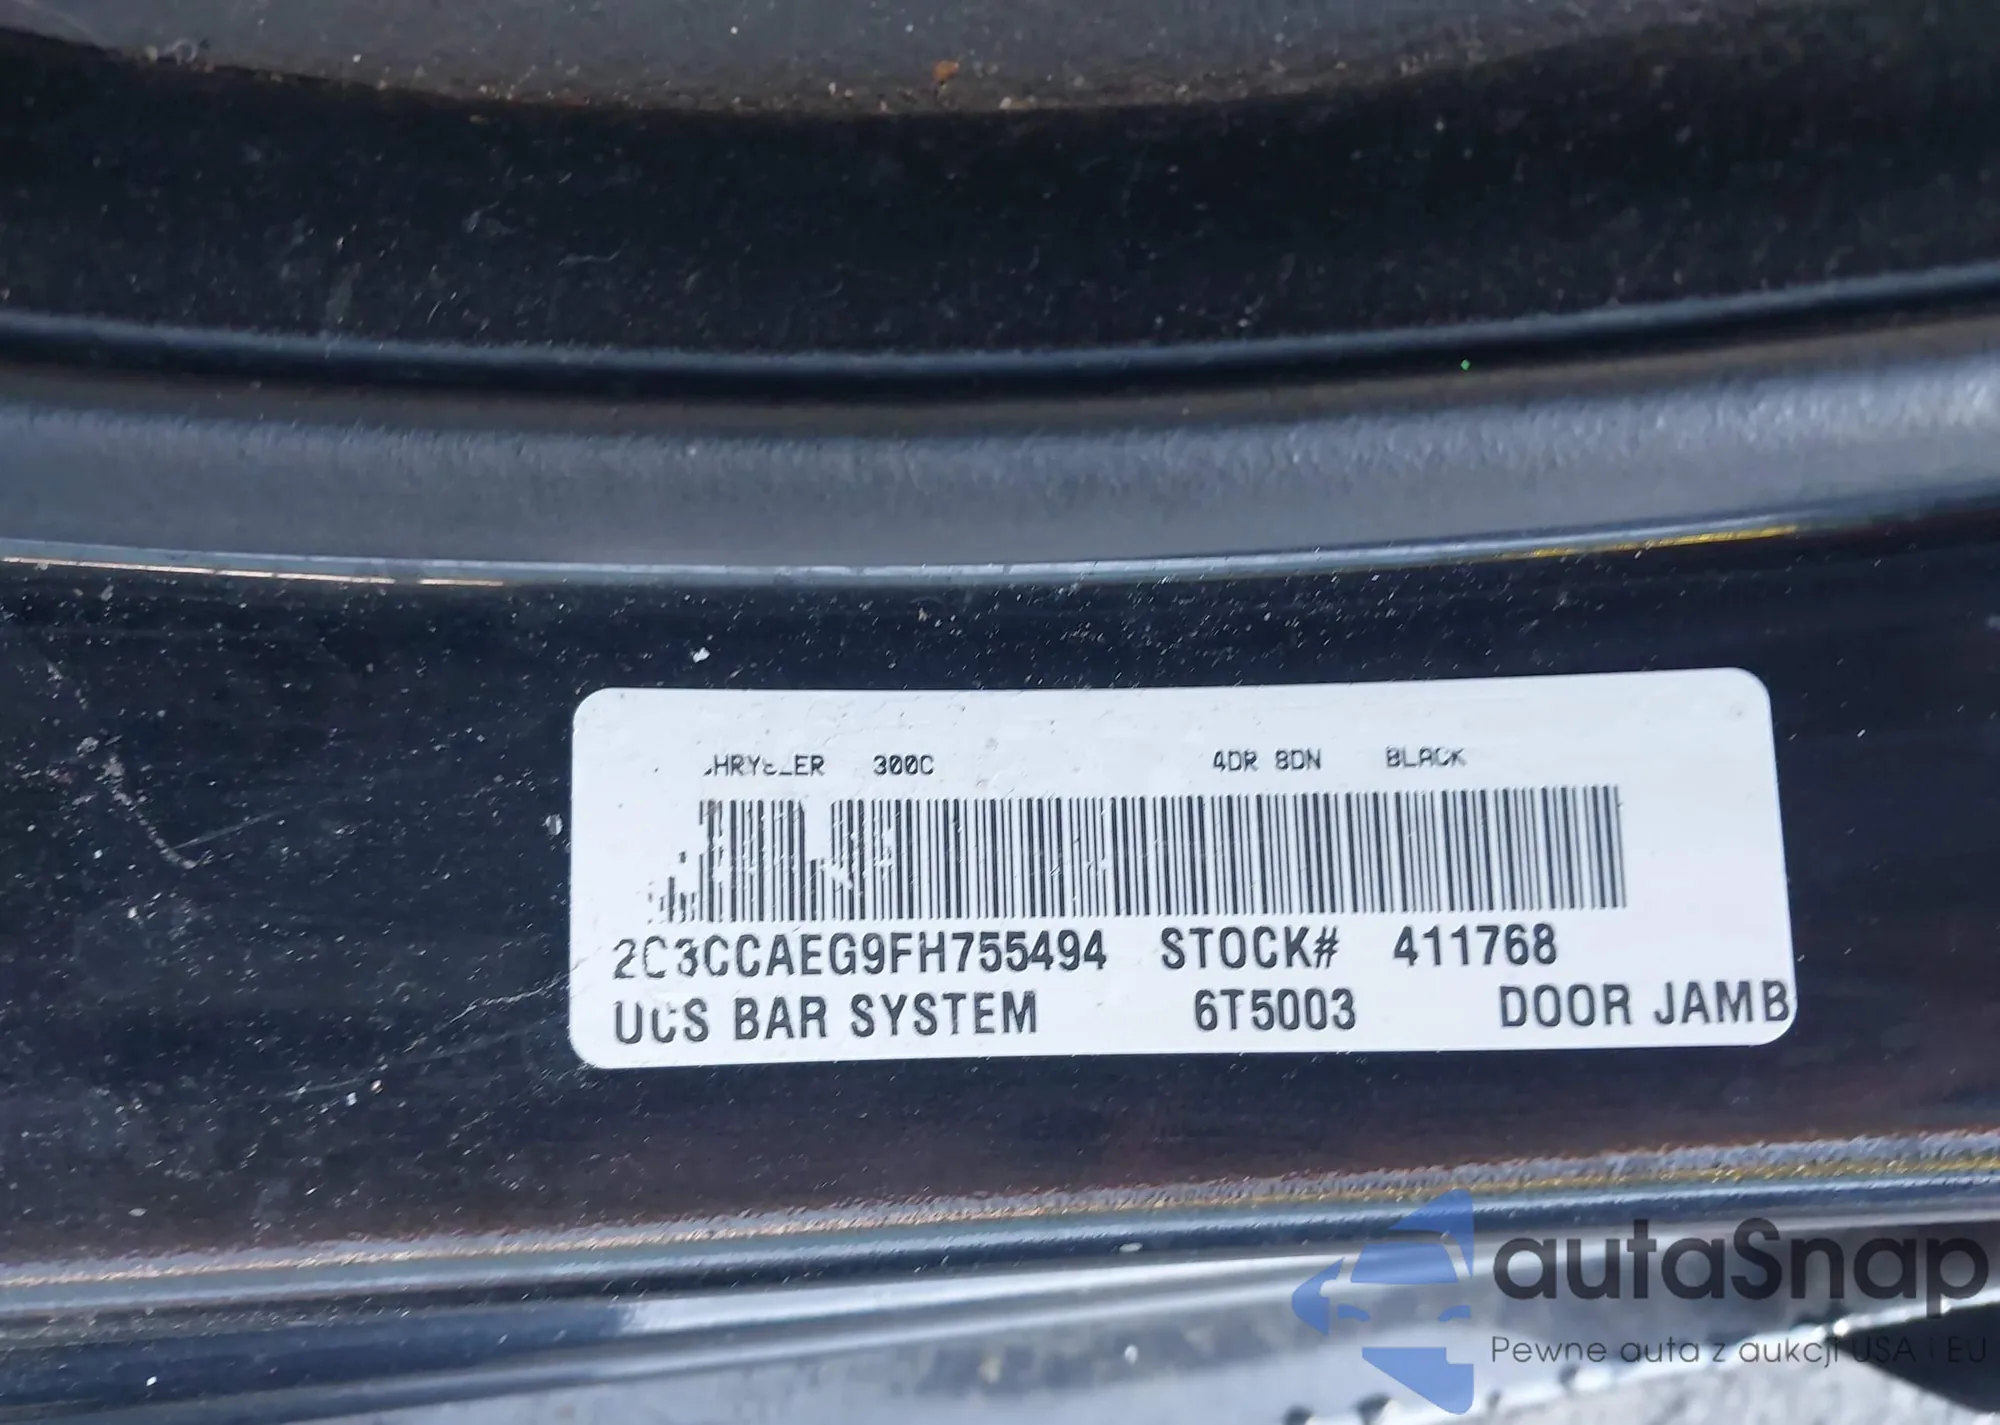 CHRYSLER 300C 4DR SDN BLACK
2C3CCAEG9FH755494 STOCK# 411768
UCS BAR SYSTEM 6T5003 DOOR JAMB
autaSnap
Pewne auta z aukcji USA i EU